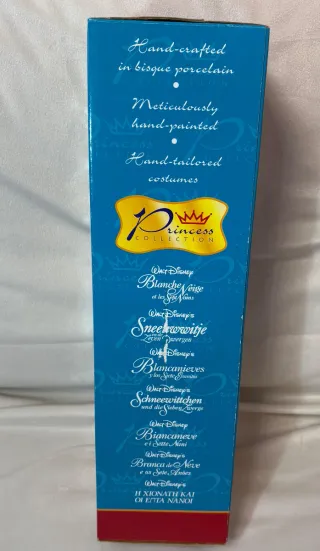 Hand-crafted
in bisque porcelain
Meticulously
hand-painted
Hand-tailored
costumes
Princess
COLLECTION
WALT DISNEY
Blanche Neige
et les Sept Nains
WALT DISNEY'S
Sneeuwwitje
Zeven Dwergen
WALT DISNEY'S
Blancanieves
y los Siete Enanitos
WALT DISNEY'S
Schneewittchen
und die Sieben Zwerge
WALT DISNEY
Biancaneve
e i Sette Nani
WALT DISNEY'S
Branca de Neve
e os Sete Anões
WALT DISNEY'S
Η ΧΙΟΝΑΤΗ ΚΑΙ
ΟΙ ΕΠΤΑ ΝΑΝΟΙ